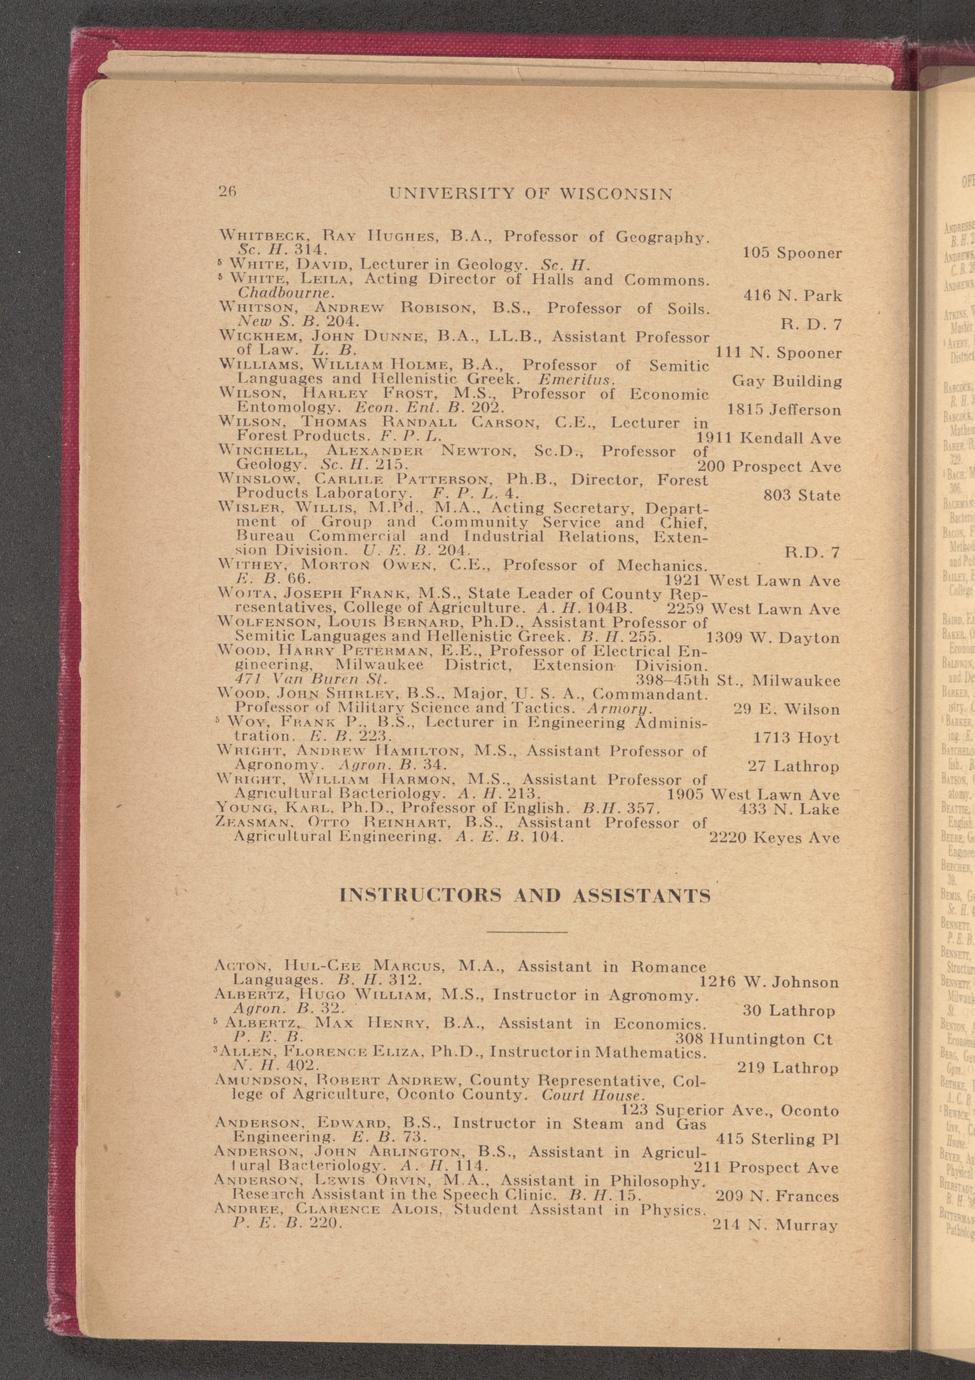 26 UNIVERSITY OF WISCONSIN
WHITBECK, RAY HUGHES, B.A., Professor of Geography.
Sc. H. 314. 105 Spooner
⁵ WHITE, DAVID, Lecturer in Geology. Sc. H.
⁵ WHITE, LEILA, Acting Director of Halls and Commons.
Chadbourne. 416 N. Park
WHITSON, ANDREW ROBISON, B.S., Professor of Soils.
New S. B. 204. R. D. 7
WICKHEM, JOHN DUNNE, B.A., LL.B., Assistant Professor
of Law. L. B. 111 N. Spooner
WILLIAMS, WILLIAM HOLME, B.A., Professor of Semitic
Languages and Hellenistic Greek. Emeritus. Gay Building
WILSON, HARLEY FROST, M.S., Professor of Economic
Entomology. Econ. Ent. B. 202. 1815 Jefferson
WILSON, THOMAS RANDALL CARSON, C.E., Lecturer in
Forest Products. F. P. L. 1911 Kendall Ave
WINCHELL, ALEXANDER NEWTON, Sc.D., Professor of
Geology. Sc. H. 215. 200 Prospect Ave
WINSLOW, CARLILE PATTERSON, Ph.B., Director, Forest
Products Laboratory. F. P. L. 4. 803 State
WISLER, WILLIS, M.Pd., M.A., Acting Secretary, Depart-
ment of Group and Community Service and Chief,
Bureau Commercial and Industrial Relations, Exten-
sion Division. U. E. B. 204. R.D. 7
WITHEY, MORTON OWEN, C.E., Professor of Mechanics.
E. B. 66. 1921 West Lawn Ave
WOJTA, JOSEPH FRANK, M.S., State Leader of County Rep-
resentatives, College of Agriculture. A. H. 104B. 2259 West Lawn Ave
WOLFENSON, LOUIS BERNARD, Ph.D., Assistant Professor of
Semitic Languages and Hellenistic Greek. B. H. 255. 1309 W. Dayton
WOOD, HARRY PETERMAN, E.E., Professor of Electrical En-
gineering, Milwaukee District, Extension Division.
471 Van Buren St. 398–45th St., Milwaukee
WOOD, JOHN SHIRLEY, B.S., Major, U. S. A., Commandant.
Professor of Military Science and Tactics. Armory. 29 E. Wilson
⁵ WOY, FRANK P., B.S., Lecturer in Engineering Adminis-
tration. E. B. 223. 1713 Hoyt
WRIGHT, ANDREW HAMILTON, M.S., Assistant Professor of
Agronomy. Agron. B. 34. 27 Lathrop
WRIGHT, WILLIAM HARMON, M.S., Assistant Professor of
Agricultural Bacteriology. A. H. 213. 1905 West Lawn Ave
YOUNG, KARL, Ph.D., Professor of English. B.H. 357. 433 N. Lake
ZEASMAN, OTTO REINHART, B.S., Assistant Professor of
Agricultural Engineering. A. E. B. 104. 2220 Keyes Ave
INSTRUCTORS AND ASSISTANTS
ACTON, HUL-CEE MARCUS, M.A., Assistant in Romance
Languages. B. H. 312. 1216 W. Johnson
ALBERTZ, HUGO WILLIAM, M.S., Instructor in Agronomy.
Agron. B. 32. 30 Lathrop
⁵ ALBERTZ, MAX HENRY, B.A., Assistant in Economics.
P. E. B. 308 Huntington Ct
³ALLEN, FLORENCE ELIZA, Ph.D., Instructor in Mathematics.
N. H. 402. 219 Lathrop
AMUNDSON, ROBERT ANDREW, County Representative, Col-
lege of Agriculture, Oconto County. Court House.
123 Superior Ave., Oconto
ANDERSON, EDWARD, B.S., Instructor in Steam and Gas
Engineering. E. B. 73. 415 Sterling Pl
ANDERSON, JOHN ARLINGTON, B.S., Assistant in Agricul-
tural Bacteriology. A. H. 114. 211 Prospect Ave
ANDERSON, LEWIS ORVIN, M.A., Assistant in Philosophy.
Research Assistant in the Speech Clinic. B. H. 15. 209 N. Frances
ANDREE, CLARENCE ALOIS, Student Assistant in Physics.
P. E. B. 220. 214 N. Murray